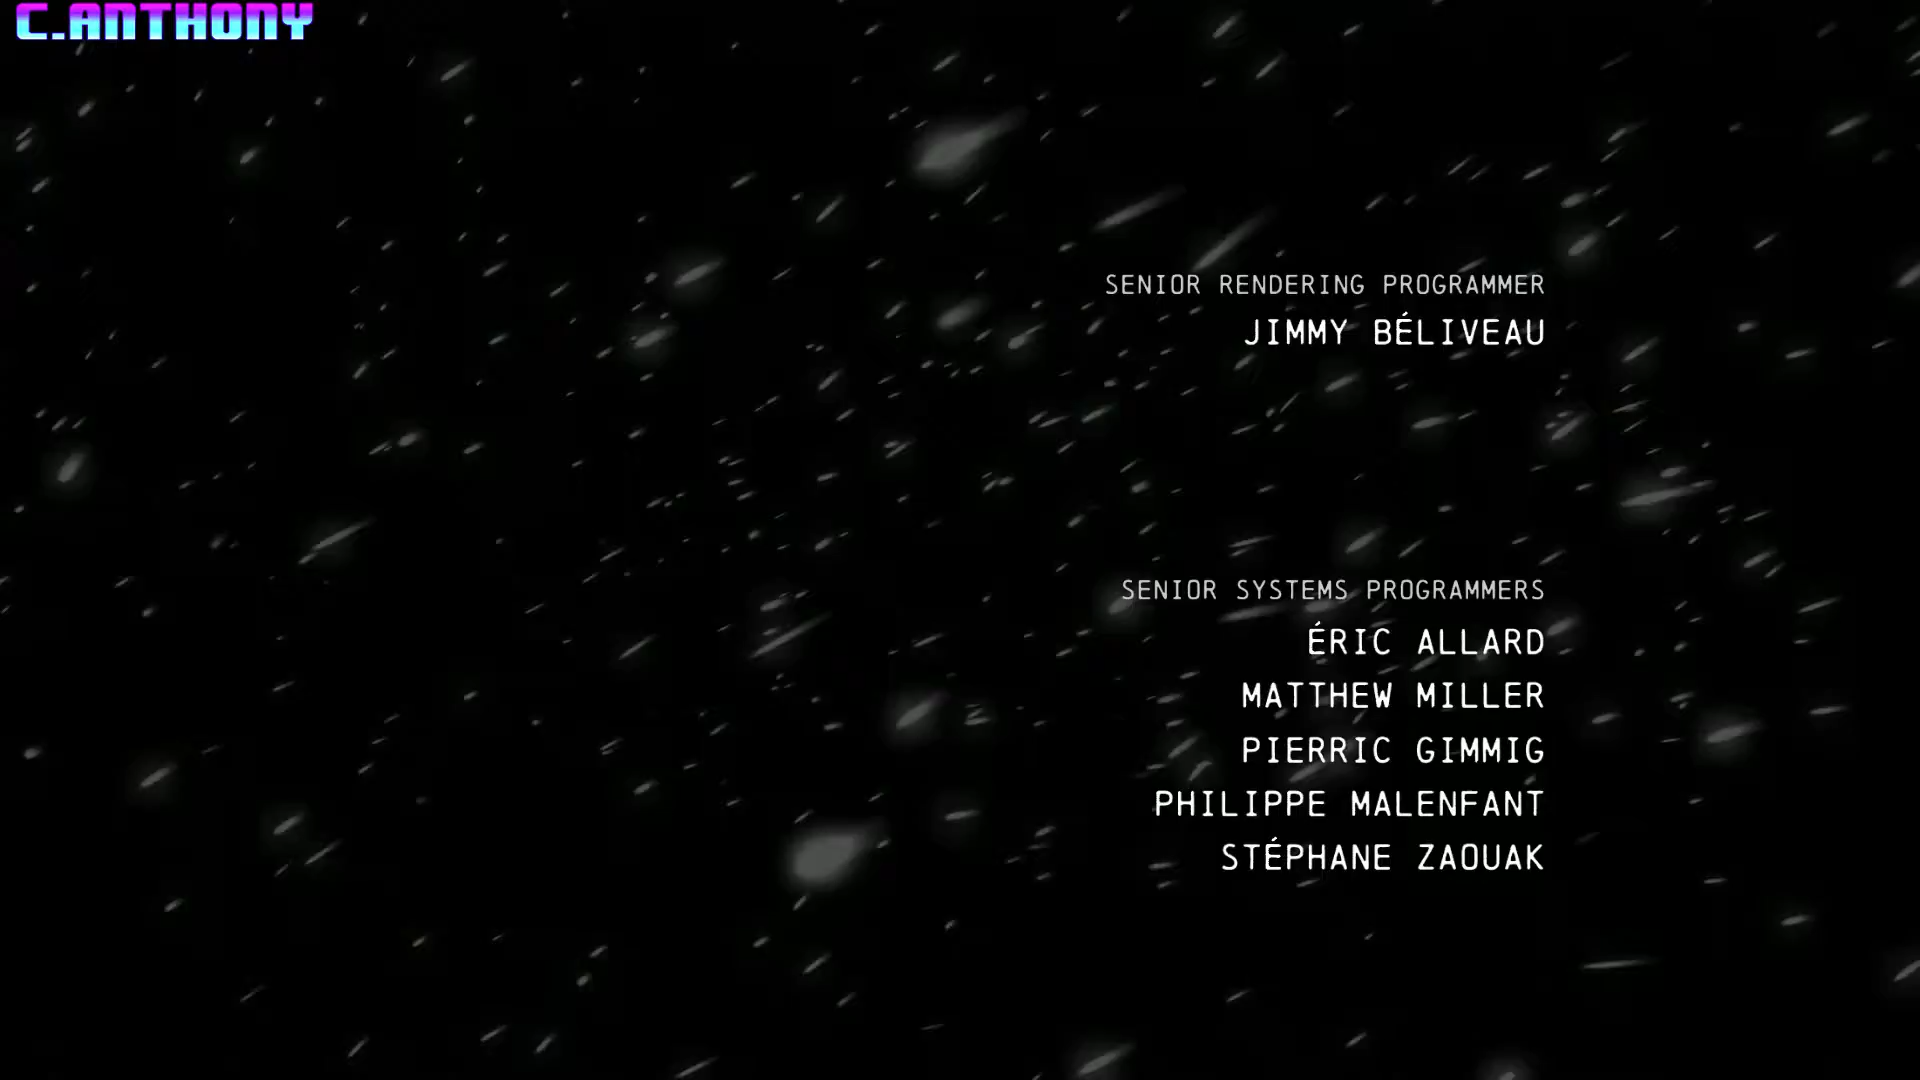 C.ANTHONY
SENIOR RENDERING PROGRAMMER
JIMMY BÉLIVEAU
SENIOR SYSTEMS PROGRAMMERS
ÉRIC ALLARD
MATTHEW MILLER
PIERRIC GIMMIG
PHILIPPE MALENFANT
STÉPHANE ZAOUAK